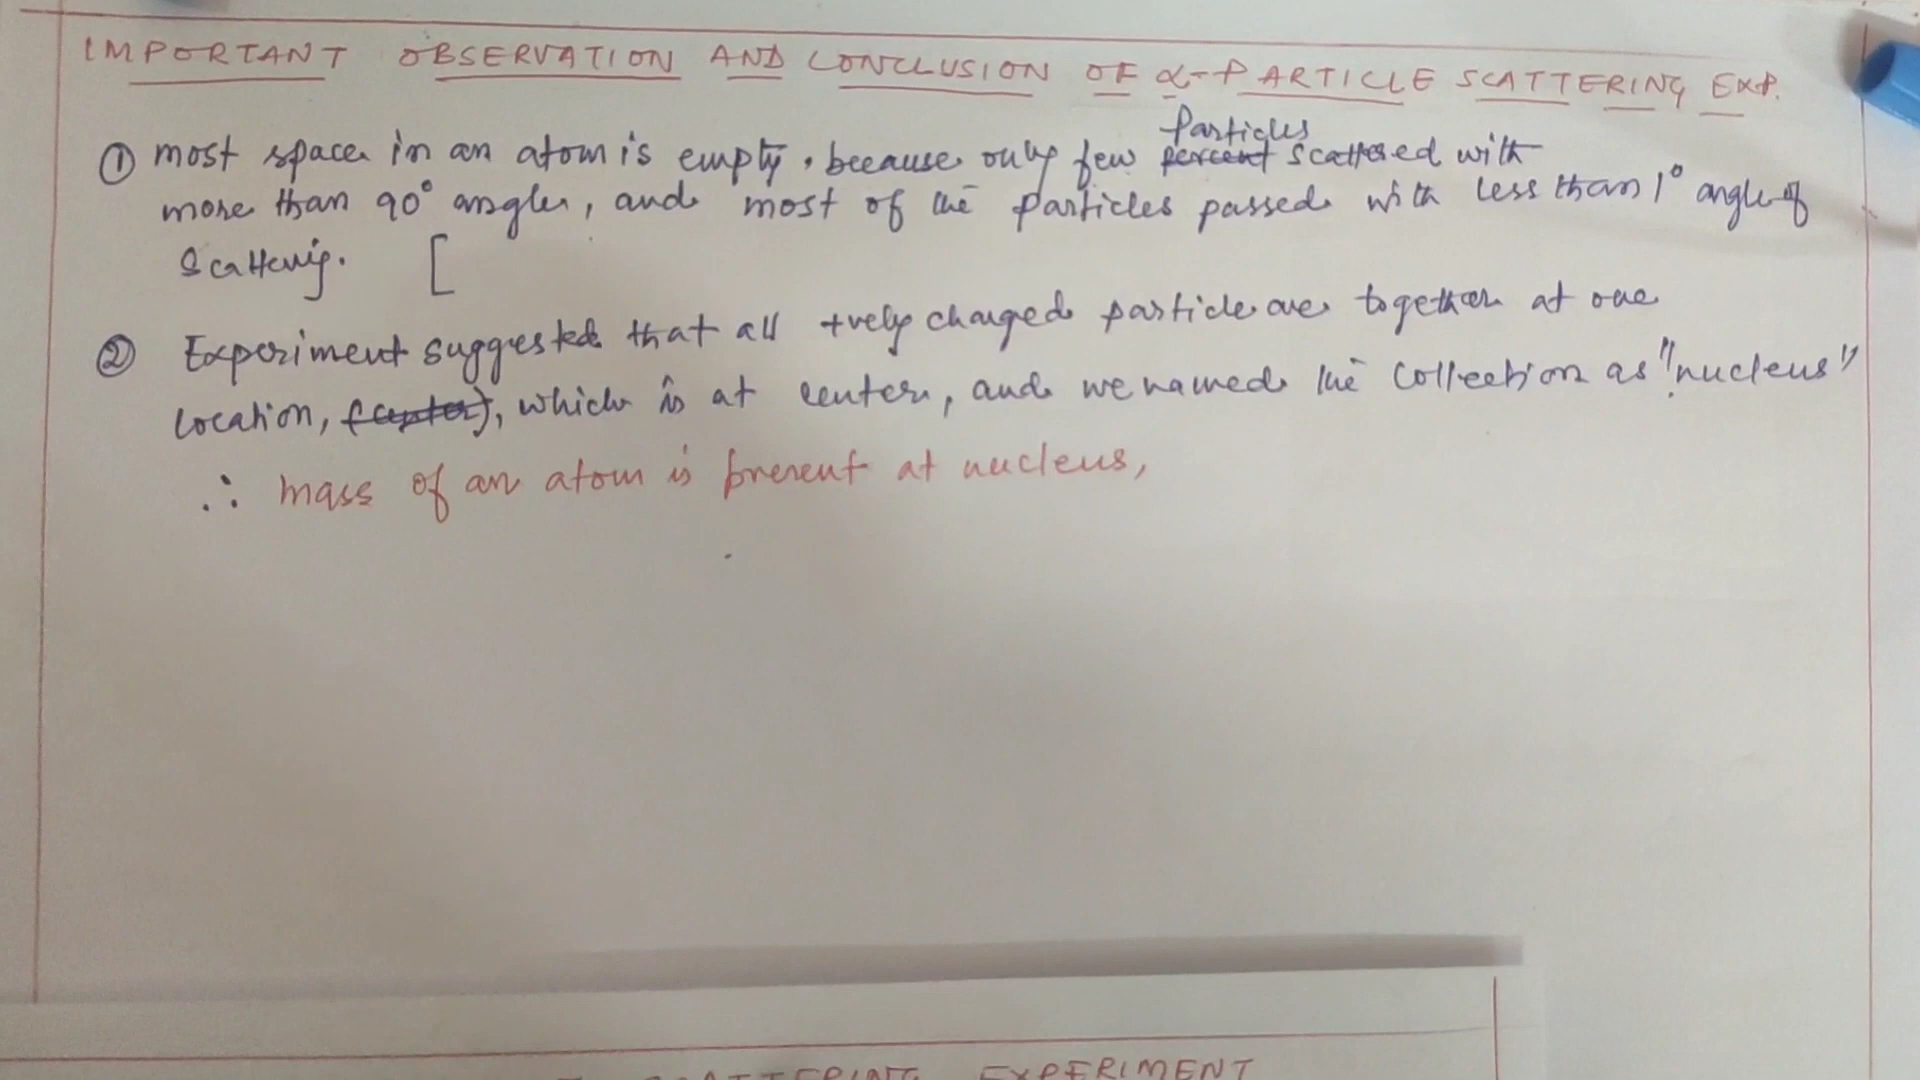 IMPORTANT OBSERVATION AND CONCLUSION OF α-PARTICLE SCATTERING EXP.
① most space in an atom is empty, because only few percent particles scattered with
more than 90° angle, and most of the particles passed with less than 1° angle of
scattering. [
② Experiment suggested that all +vely charged particle are together at one
location, (center), which is at center, and we named the collection as "nucleus"
∴ mass of an atom is present at nucleus,
SCATTERING EXPERIMENT